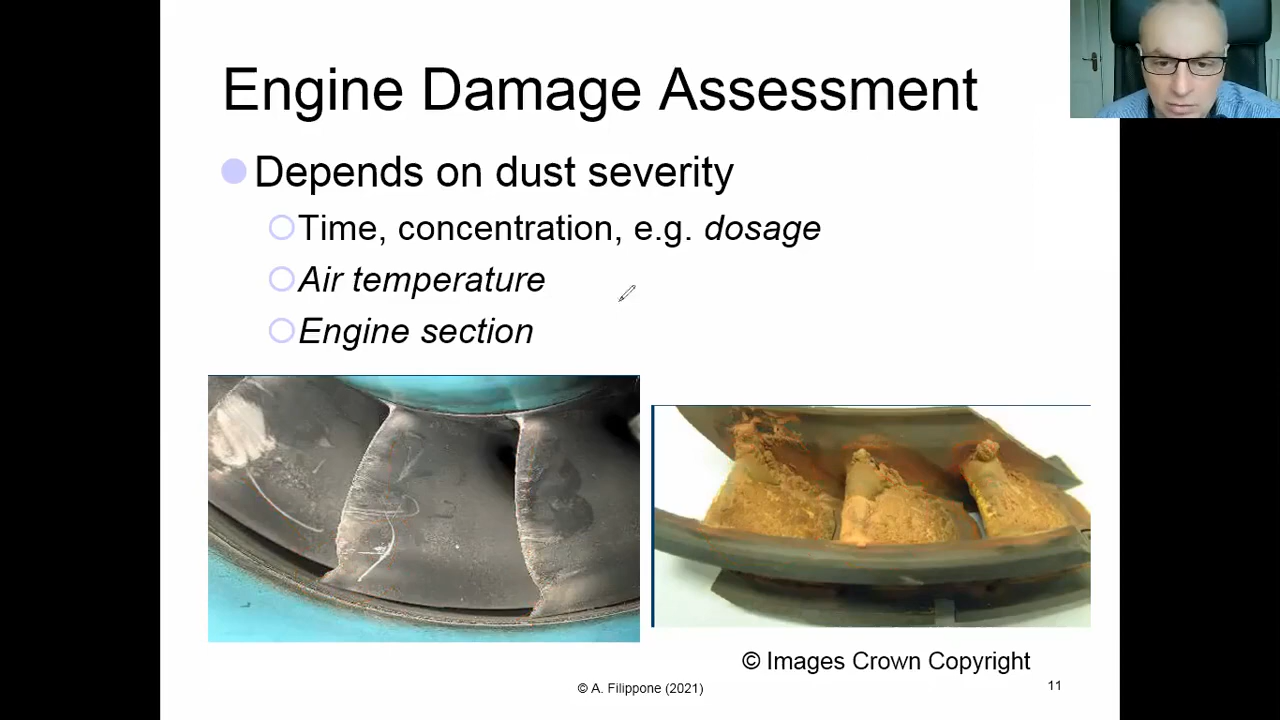 Engine Damage Assessment
Depends on dust severity
Time, concentration, e.g. dosage
Air temperature
Engine section
© Images Crown Copyright
© A. Filippone (2021)
11